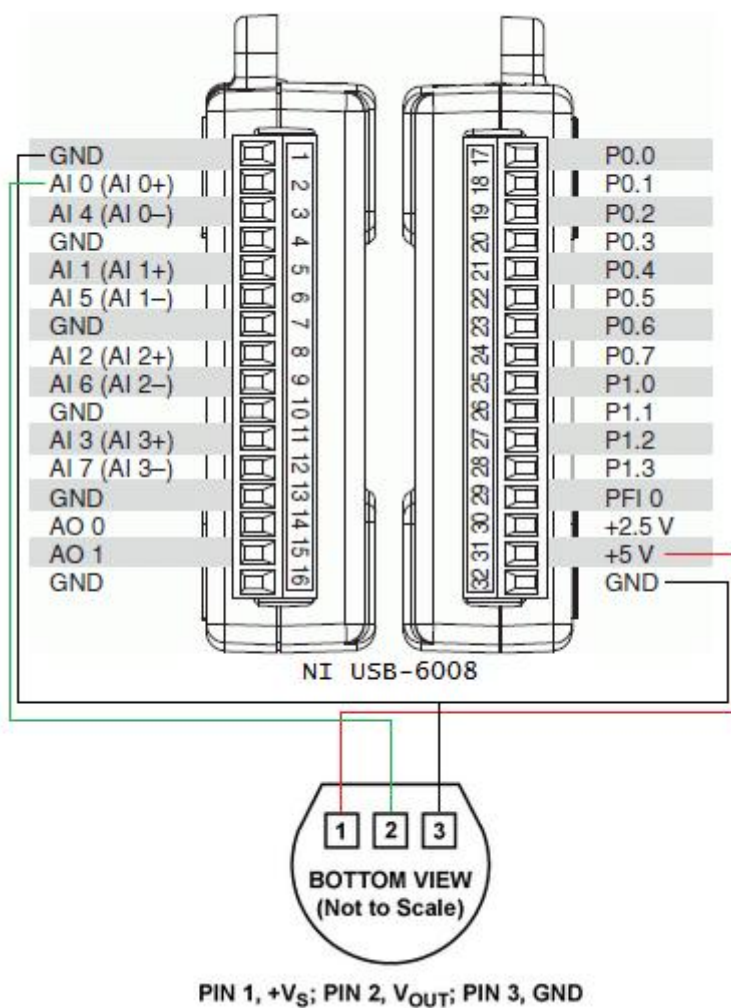 GND 1 17 P0.0
AI 0 (AI 0+) 2 18 P0.1
AI 4 (AI 0–) 3 19 P0.2
GND 4 20 P0.3
AI 1 (AI 1+) 5 21 P0.4
AI 5 (AI 1–) 6 22 P0.5
GND 7 23 P0.6
AI 2 (AI 2+) 8 24 P0.7
AI 6 (AI 2–) 9 25 P1.0
GND 10 26 P1.1
AI 3 (AI 3+) 11 27 P1.2
AI 7 (AI 3–) 12 28 P1.3
GND 13 29 PFI 0
AO 0 14 30 +2.5 V
AO 1 15 31 +5 V
GND 16 32 GND
NI USB-6008
1 2 3
BOTTOM VIEW
(Not to Scale)
PIN 1, +VS; PIN 2, VOUT; PIN 3, GND